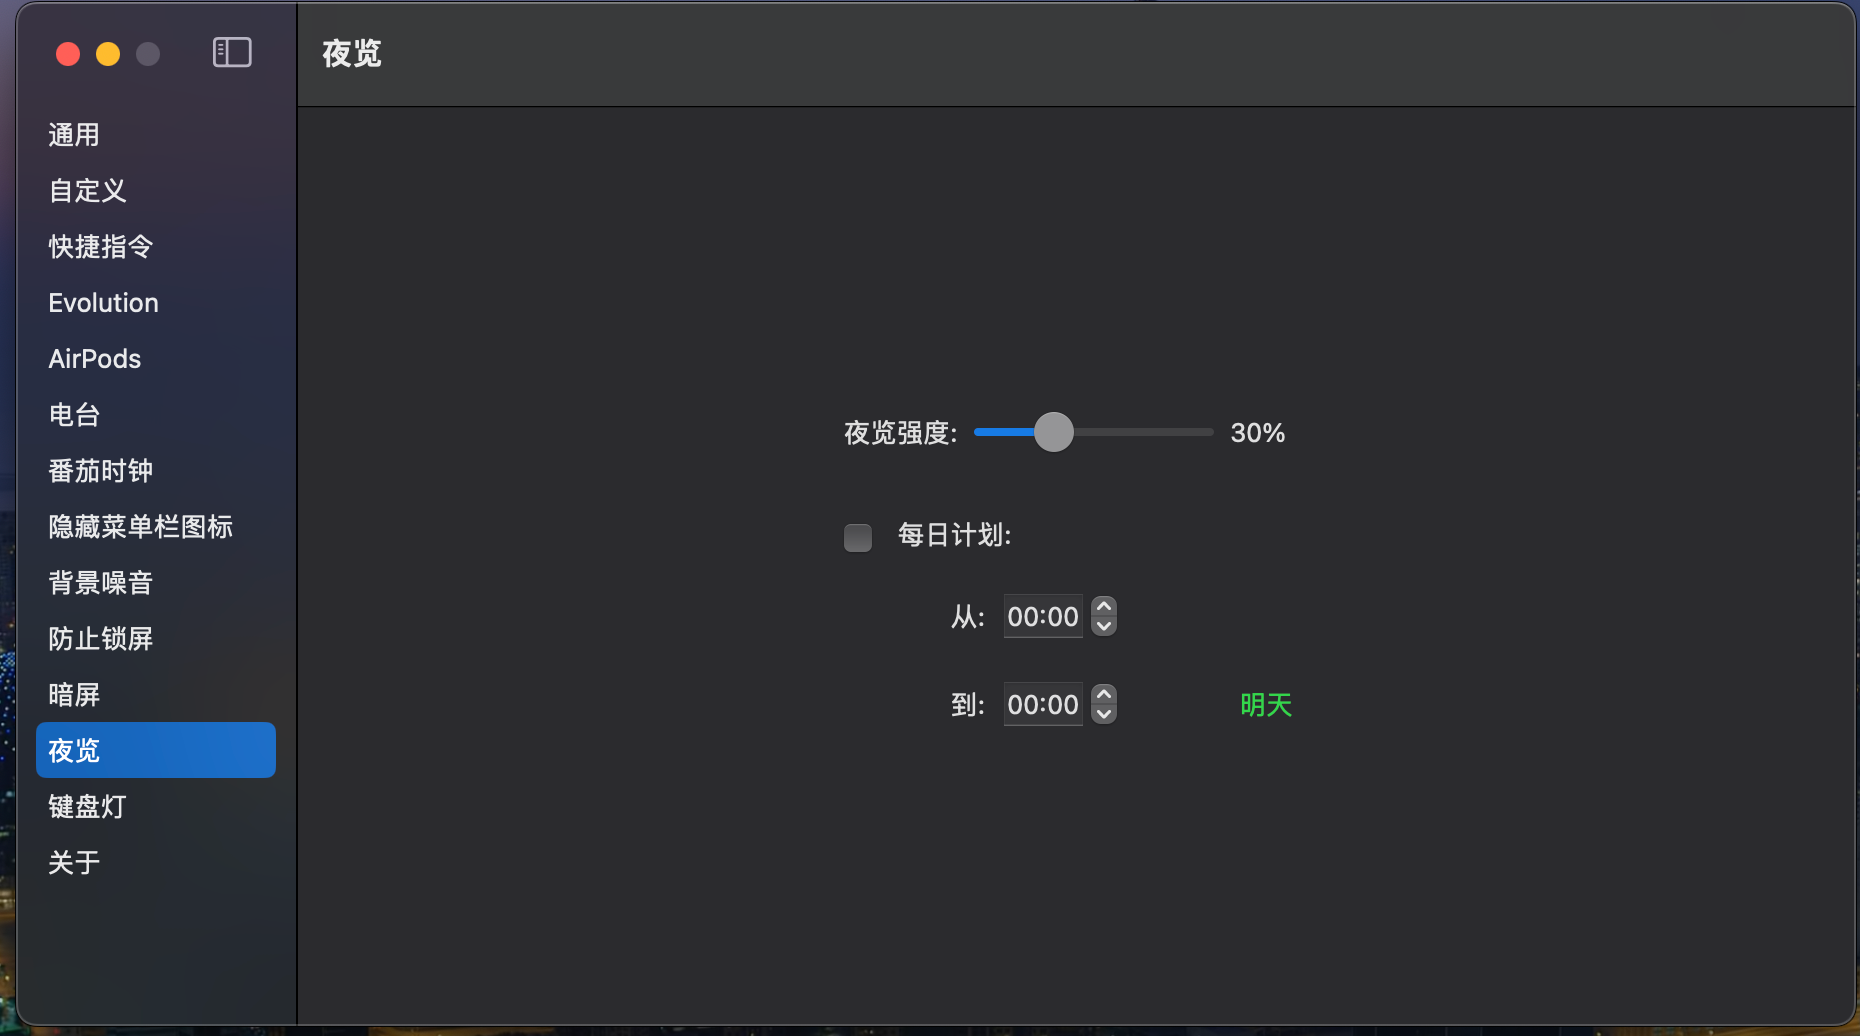 夜览
通用
自定义
快捷指令
Evolution
AirPods
电台
番茄时钟
隐藏菜单栏图标
背景噪音
防止锁屏
暗屏
夜览
键盘灯
关于
夜览强度: 30%
每日计划:
从: 00:00
到: 00:00 明天